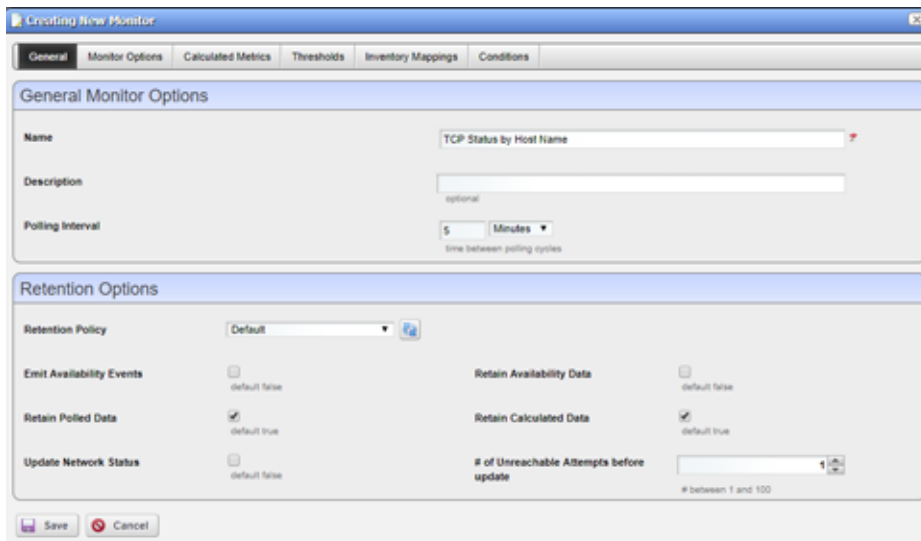 Creating New Monitor
General Monitor Options Calculated Metrics Thresholds Inventory Mappings Conditions
General Monitor Options
Name TCP Status by Host Name
Description
optional
Polling Interval 5 Minutes
time between polling cycles
Retention Options
Retention Policy Default
Emit Availability Events Retain Availability Data
default false default false
Retain Polled Data Retain Calculated Data
default true default true
Update Network Status # of Unreachable Attempts before update 1
default false # between 1 and 100
Save Cancel